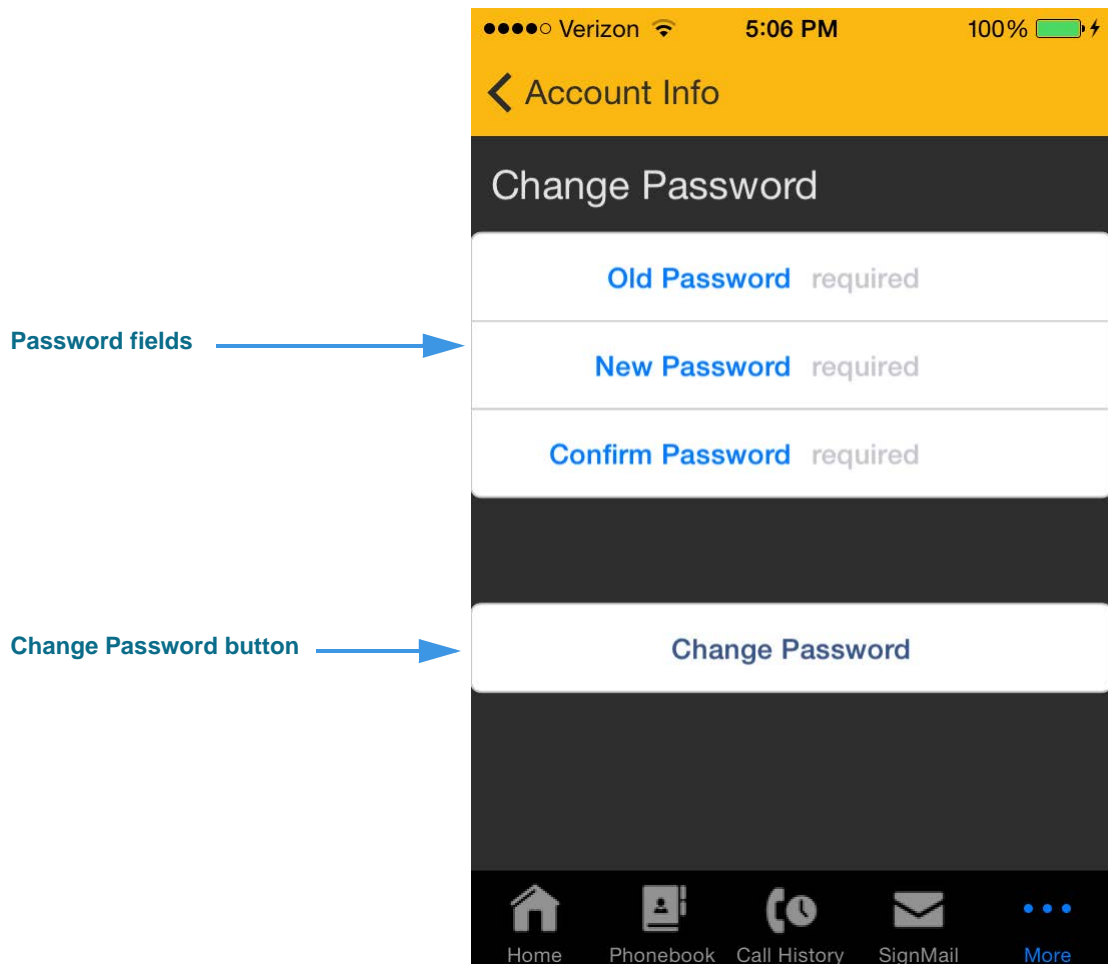 Verizon 5:06 PM 100%
Account Info
Change Password
Old Password required
Password fields
New Password required
Confirm Password required
Change Password button
Change Password
Home Phonebook Call History SignMail More